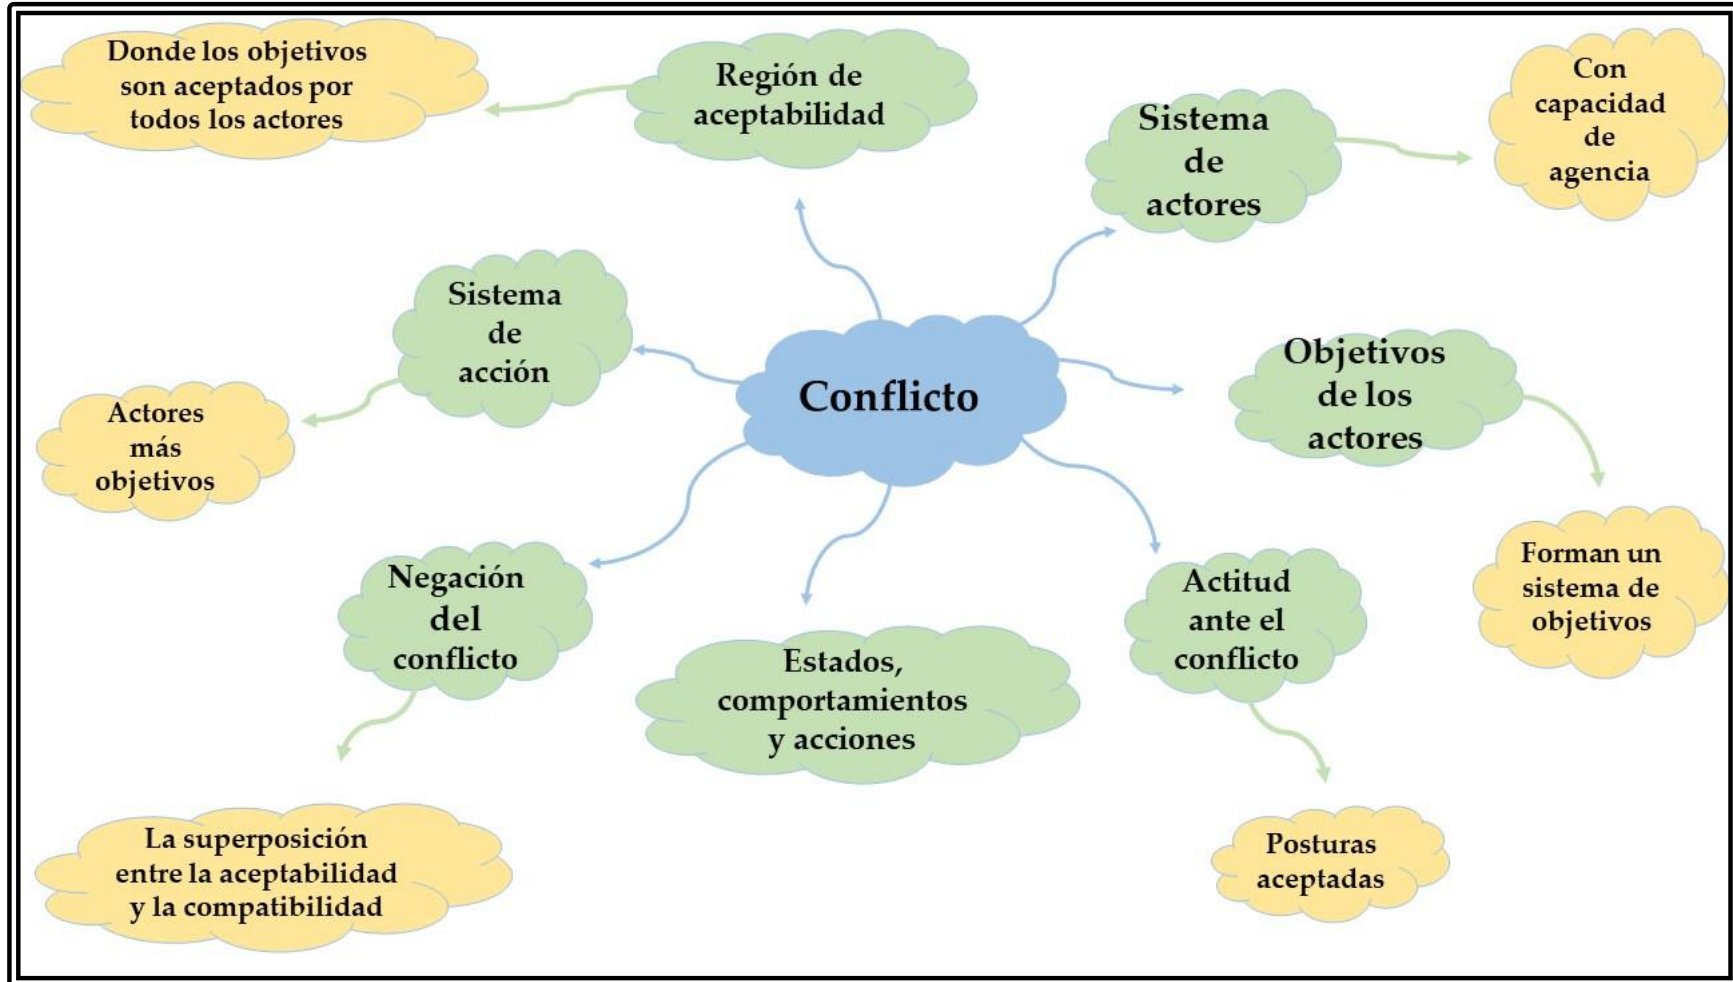 Donde los objetivos
son aceptados por
todos los actores
Región de
aceptabilidad
Sistema
de
actores
Con
capacidad
de
agencia
Sistema
de
acción
Actores
más
objetivos
Conflicto
Objetivos
de los
actores
Forman un
sistema de
objetivos
Negación
del
conflicto
Estados,
comportamientos
y acciones
Actitud
ante el
conflicto
La superposición
entre la aceptabilidad
y la compatibilidad
Posturas
aceptadas